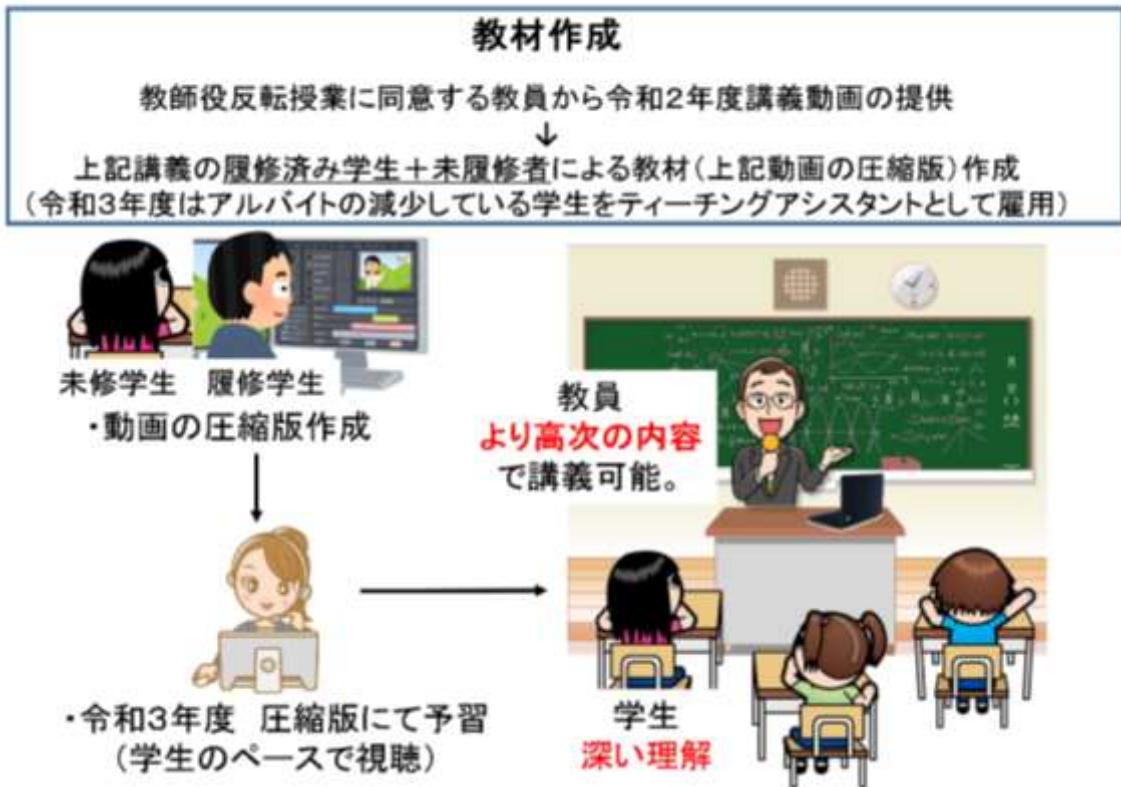 教材作成
教師役反転授業に同意する教員から令和2年度講義動画の提供
↓
上記講義の履修済み学生＋未履修者による教材(上記動画の圧縮版)作成
(令和3年度はアルバイトの減少している学生をティーチングアシスタントとして雇用)
未修学生 履修学生
・動画の圧縮版作成
教員
より高次の内容
で講義可能。
・令和3年度 圧縮版にて予習
(学生のペースで視聴)
学生
深い理解